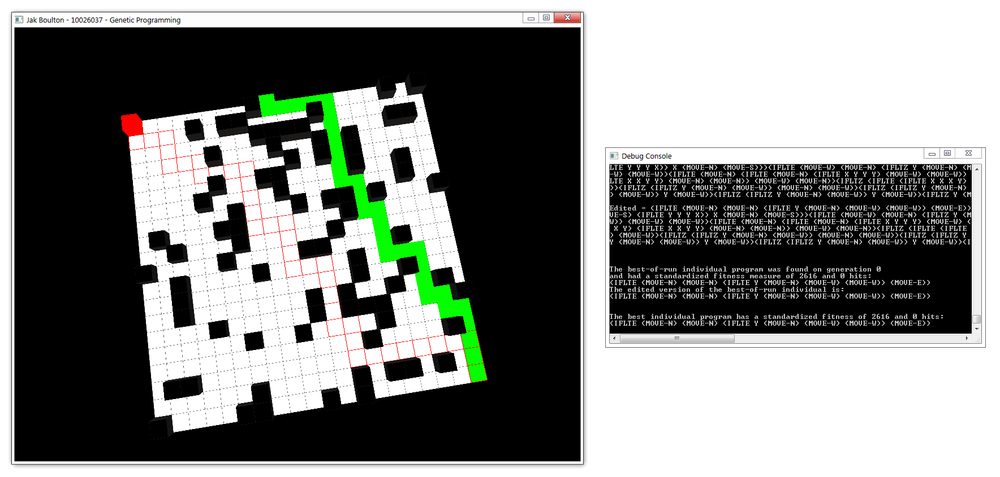 Jak Boulton - 10026037 - Genetic Programming
Debug Console
LTE Y Y Y X)) X (MOVE-N) (MOVE-S)))(IFLTE (MOVE-W) (MOVE-N) (IFLTZ Y (MOVE-N) (M
-W) (MOVE-W))(IFLTE (MOVE-N) (IFLTE (MOVE-N) (IFLTE X Y Y Y) (MOVE-W) (MOVE-W))
LTE X X Y Y) (MOVE-N) (MOVE-N)) (MOVE-W) (MOVE-N))(IFLTZ (IFLTE (IFLTE X X X Y)
))(IFLTZ (IFLTZ Y (MOVE-N) (MOVE-W)) (MOVE-N) (MOVE-W))(IFLTZ (IFLTZ Y (MOVE-N)
) (MOVE-W)) Y (MOVE-W))(IFLTZ (IFLTZ Y (MOVE-N) (MOVE-W)) Y (MOVE-W))(IFLTZ Y (M
Edited = (IFLTE (MOVE-N) (MOVE-N) (IFLTE Y (MOVE-N) (MOVE-W) (MOVE-W)) (MOVE-E))
VE-S) (IFLTE Y Y Y X)) X (MOVE-N) (MOVE-S)))(IFLTE (MOVE-W) (MOVE-N) (IFLTZ Y (M
W)) (MOVE-W) (MOVE-W))(IFLTE (MOVE-N) (IFLTE (MOVE-N) (IFLTE X Y Y Y) (MOVE-W) (
 X Y) (IFLTE X X Y Y) (MOVE-N) (MOVE-N)) (MOVE-W) (MOVE-N))(IFLTZ (IFLTE (IFLTE
) (MOVE-W))(IFLTZ (IFLTZ Y (MOVE-N) (MOVE-W)) (MOVE-N) (MOVE-W))(IFLTZ (IFLTZ Y
Y (MOVE-N) (MOVE-W)) Y (MOVE-W))(IFLTZ (IFLTZ Y (MOVE-N) (MOVE-W)) Y (MOVE-W))(I
The best-of-run individual program was found on generation 0
and had a standardized fitness measure of 2616 and 0 hits:
(IFLTE (MOVE-N) (MOVE-N) (IFLTE Y (MOVE-N) (MOVE-W) (MOVE-W)) (MOVE-E))
The edited version of the best-of-run individual is:
(IFLTE (MOVE-N) (MOVE-N) (IFLTE Y (MOVE-N) (MOVE-W) (MOVE-W)) (MOVE-E))
The best individual program has a standardized fitness of 2616 and 0 hits:
(IFLTE (MOVE-N) (MOVE-N) (IFLTE Y (MOVE-N) (MOVE-W) (MOVE-W)) (MOVE-E))